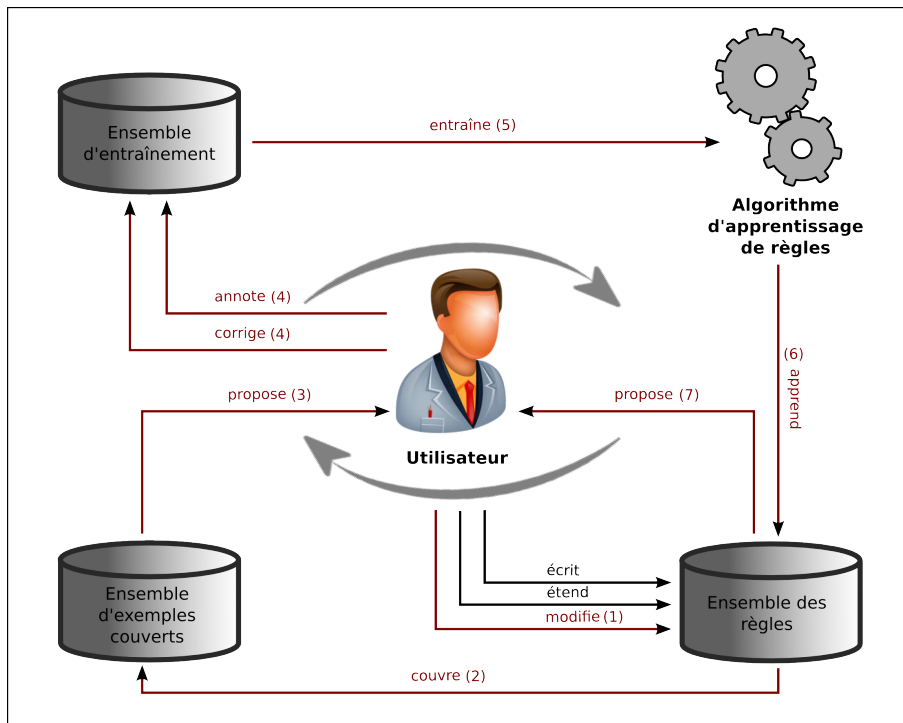 Ensemble
d'entraînement
entraîne (5)
Algorithme
d'apprentissage
de règles
annote (4)
corrige (4)
(6) apprend
propose (3)
propose (7)
Utilisateur
écrit
étend
modifie (1)
Ensemble
d'exemples
couverts
Ensemble des
règles
couvre (2)